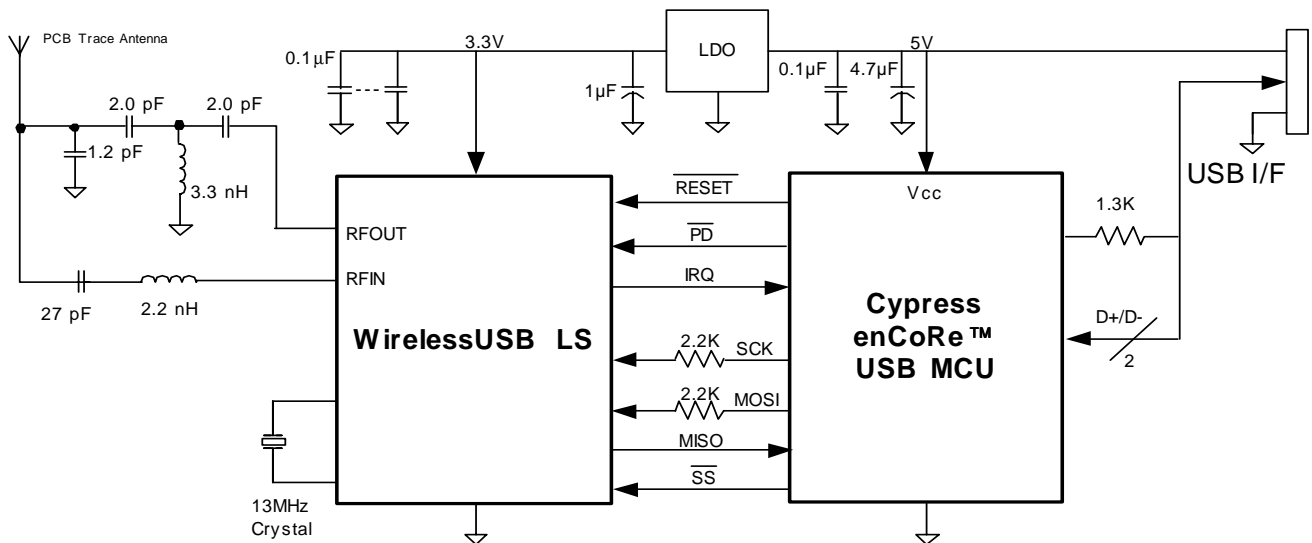 PCB Trace Antenna
0.1µF
3.3V
LDO
5V
1µF
0.1µF
4.7µF
2.0 pF
2.0 pF
1.2 pF
3.3 nH
RFOUT
RFIN
27 pF
2.2 nH
WirelessUSB LS
13MHz
Crystal
RESET
PD
IRQ
2.2K
SCK
2.2K
MOSI
MISO
SS
Vcc
Cypress
enCoRe™
USB MCU
1.3K
D+/D-
2
USB I/F